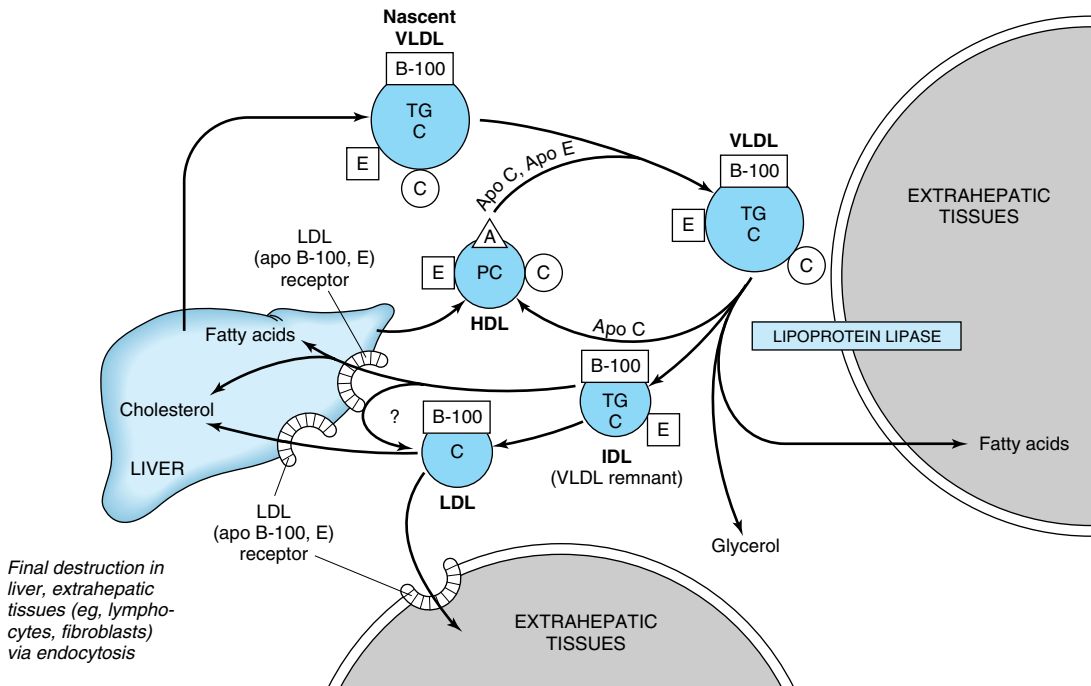 Nascent
VLDL
B-100
TG
C
E
C
Apo C, Apo E
VLDL
B-100
TG
C
E
C
EXTRAHEPATIC
TISSUES
LDL
(apo B-100, E)
receptor
A
E
PC
C
HDL
Apo C
LIPOPROTEIN LIPASE
Fatty acids
Cholesterol
LIVER
?
B-100
C
LDL
B-100
TG
C
E
IDL
(VLDL remnant)
Fatty acids
Glycerol
LDL
(apo B-100, E)
receptor
Final destruction in
liver, extrahepatic
tissues (eg, lympho-
cytes, fibroblasts)
via endocytosis
EXTRAHEPATIC
TISSUES